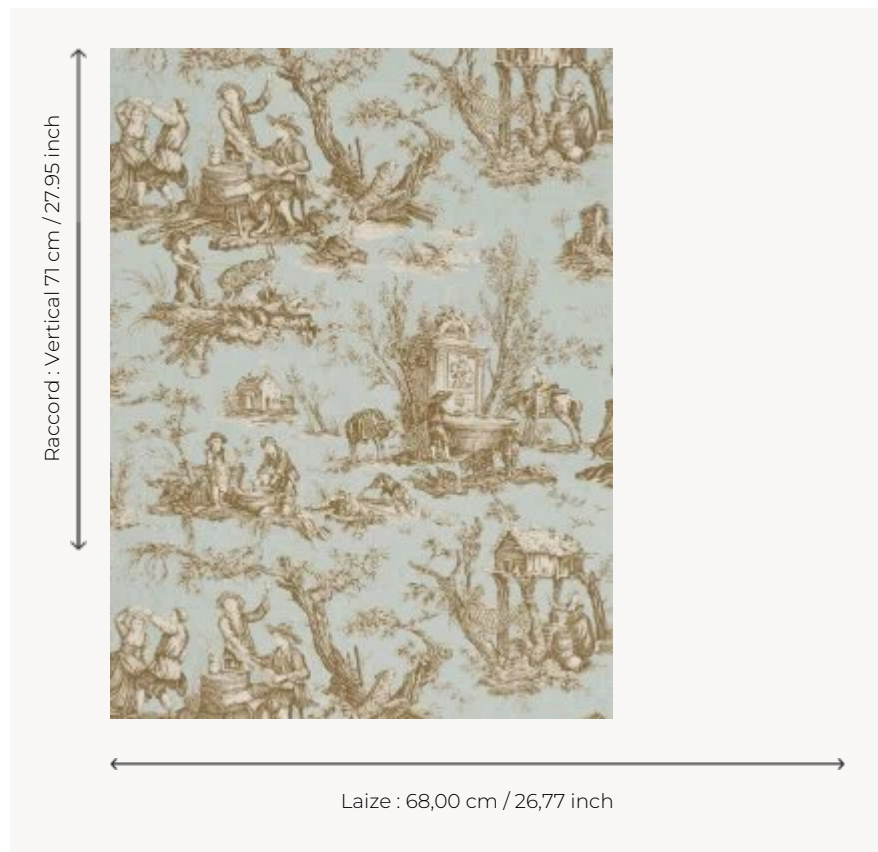 Raccord : Vertical 71 cm / 27.95 inch
Laize : 68,00 cm / 26,77 inch